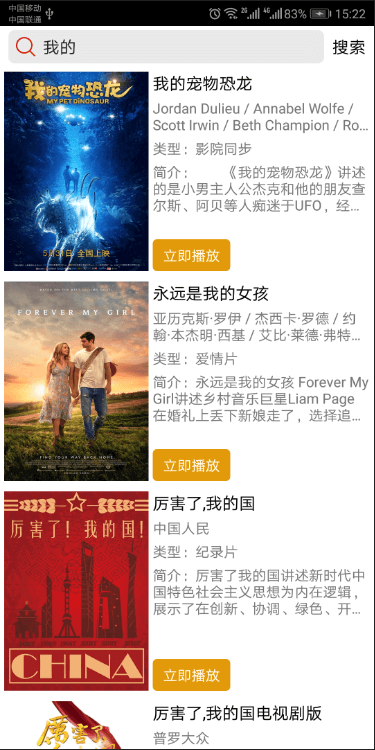 中国移动
中国联通
2G 4G 83% 15:22
我的 搜索
我的宠物恐龙
MY PET DINOSAUR
5月31日 全国上映
我的宠物恐龙
Jordan Dulieu / Annabel Wolfe /
Scott Irwin / Beth Champion / Ro...
类型：影院同步
简介：　　《我的宠物恐龙》讲述
的是小男主人公杰克和他的朋友查
尔斯、阿贝等人痴迷于UFO，经...
立即播放
FOREVER MY GIRL
FIND YOUR WAY BACK HOME
永远是我的女孩
亚历克斯·罗伊 / 杰西卡·罗德 / 约
翰·本杰明·西基 / 艾比·莱德·弗特...
类型：爱情片
简介：永远是我的女孩 Forever My
Girl讲述乡村音乐巨星Liam Page
在婚礼上丢下新娘走了，选择追...
立即播放
厉害了！我的国！
CHINA
厉害了,我的国
中国人民
类型：纪录片
简介：厉害了我的国讲述新时代中
国特色社会主义思想为内在逻辑，
展示了在创新、协调、绿色、开...
立即播放
厉害了
厉害了,我的国电视剧版
普罗大众